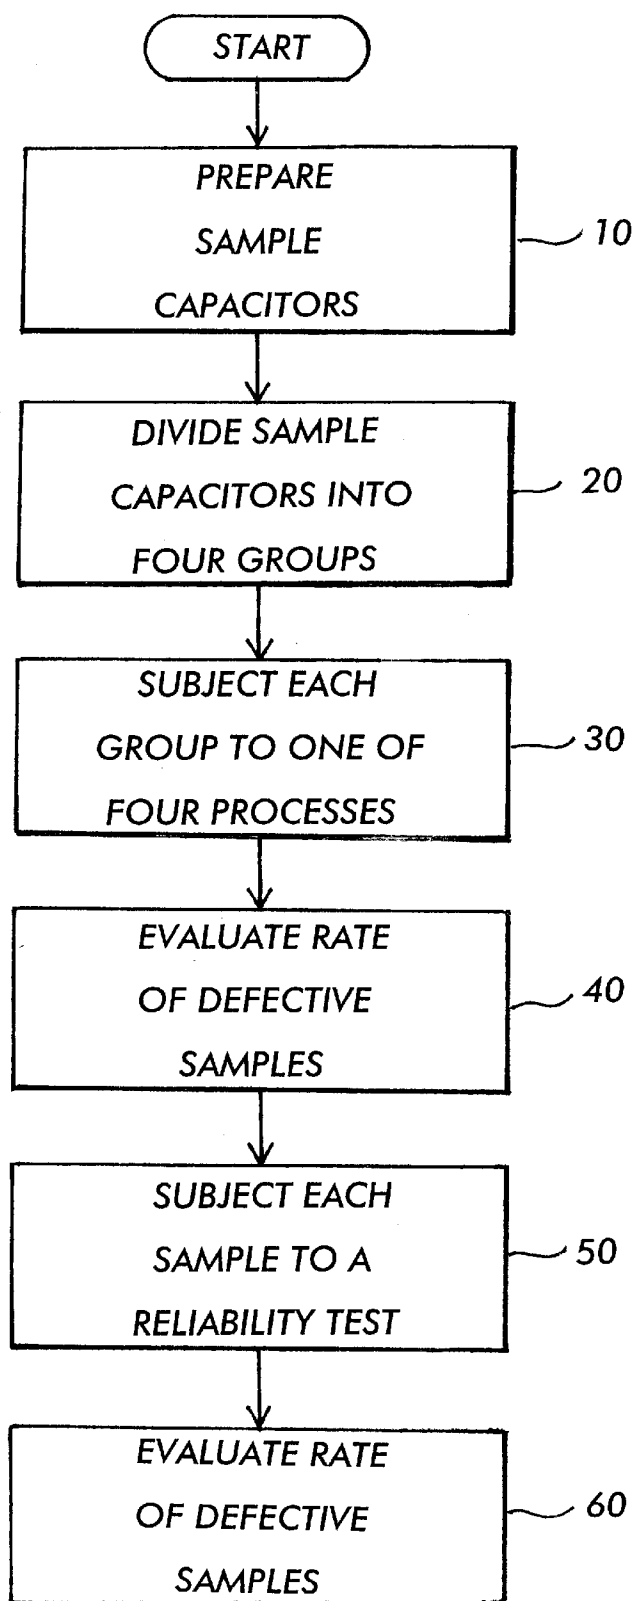 START
PREPARE
SAMPLE
CAPACITORS
10
DIVIDE SAMPLE
CAPACITORS INTO
FOUR GROUPS
20
SUBJECT EACH
GROUP TO ONE OF
FOUR PROCESSES
30
EVALUATE RATE
OF DEFECTIVE
SAMPLES
40
SUBJECT EACH
SAMPLE TO A
RELIABILITY TEST
50
EVALUATE RATE
OF DEFECTIVE
SAMPLES
60